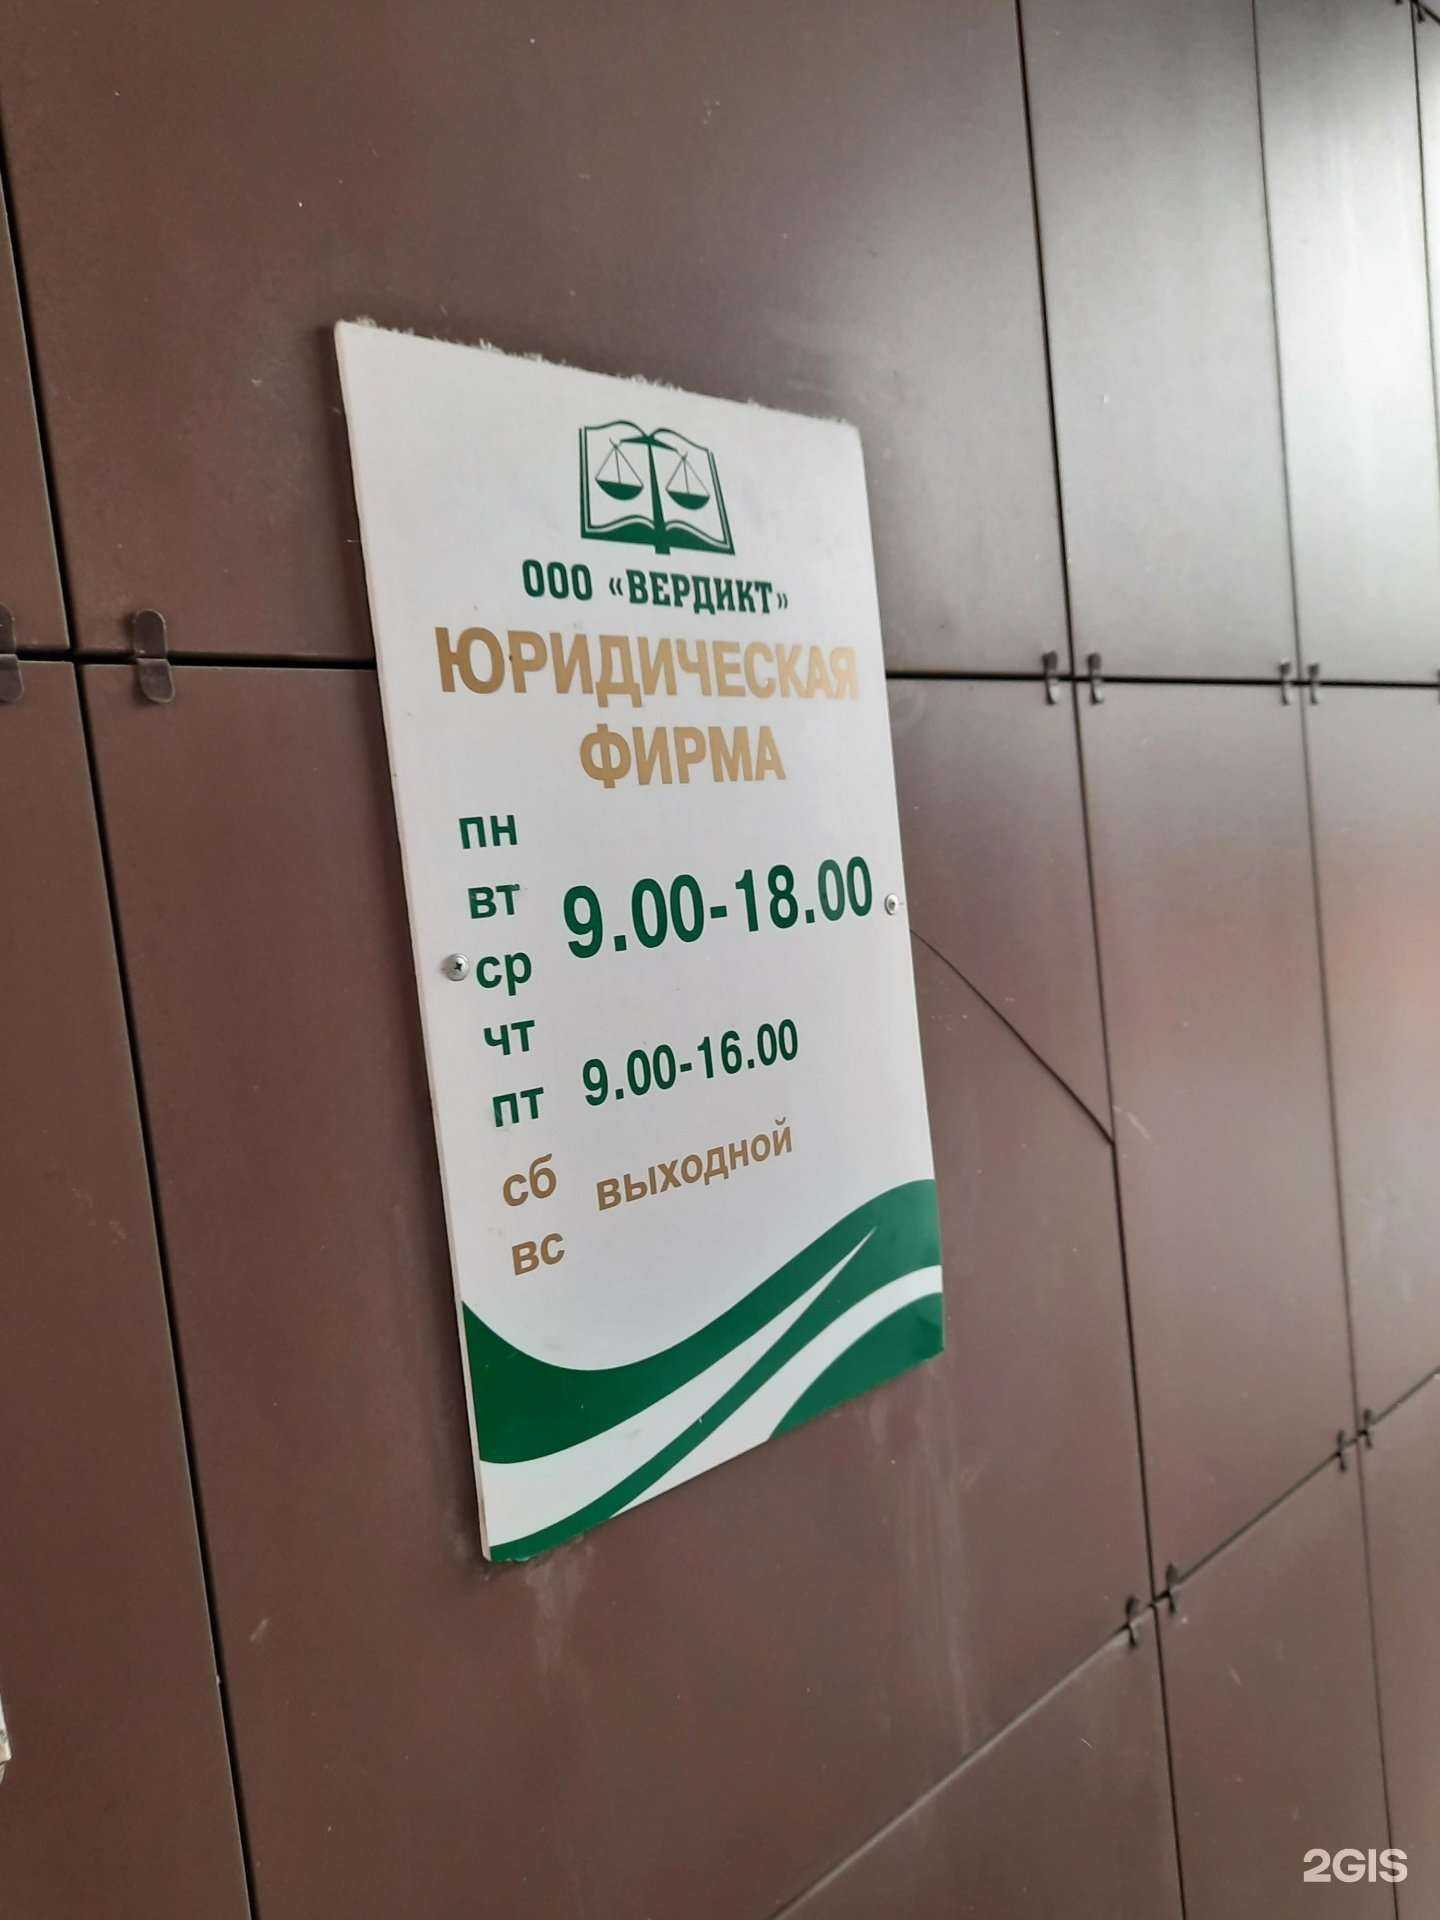 ООО «ВЕРДИКТ»
ЮРИДИЧЕСКАЯ
ФИРМА
пн
вт 9.00-18.00
ср
чт
пт 9.00-16.00
сб выходной
вс
2GIS